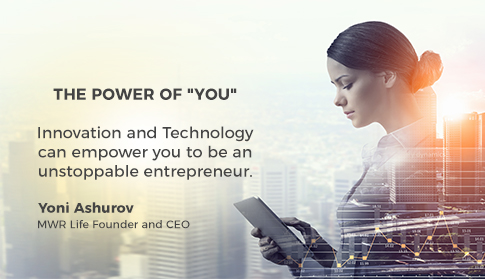 THE POWER OF "YOU"
Innovation and Technology
can empower you to be an
unstoppable entrepreneur.
Yoni Ashurov
MWR Life Founder and CEO